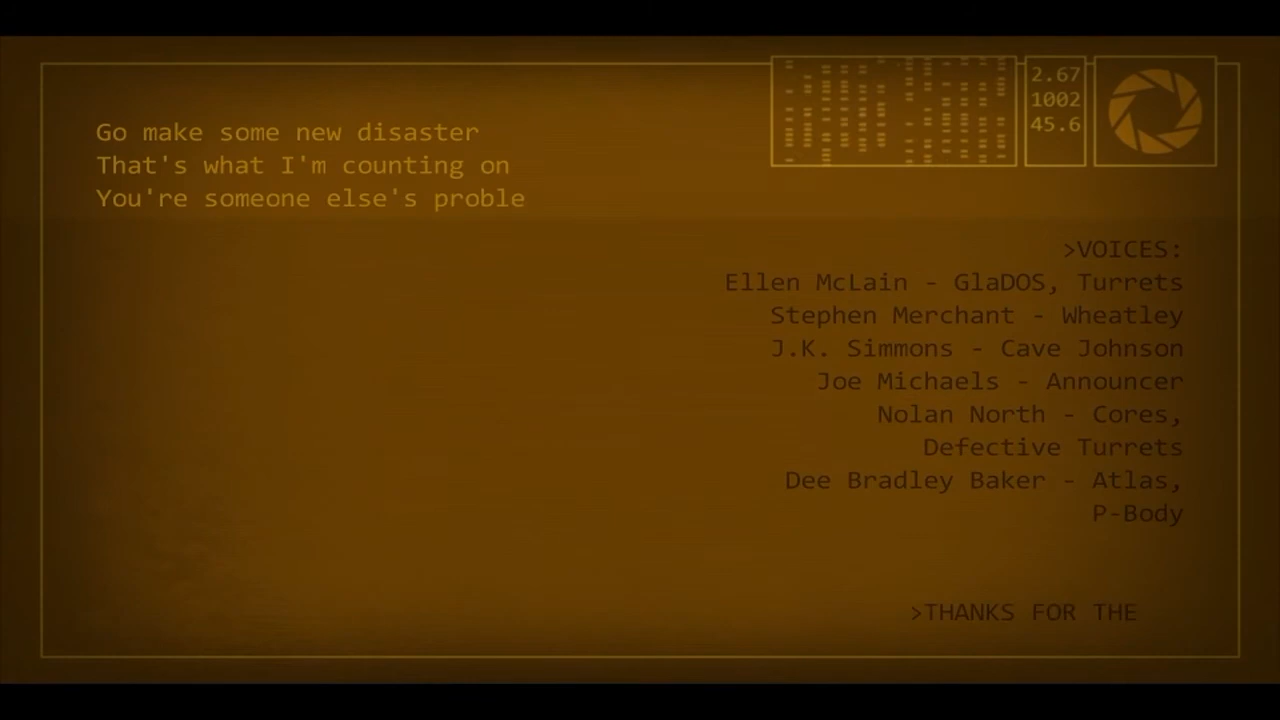 Go make some new disaster
That's what I'm counting on
You're someone else's proble
2.67
1002
45.6
>VOICES:
Ellen McLain - GlaDOS, Turrets
Stephen Merchant - Wheatley
J.K. Simmons - Cave Johnson
Joe Michaels - Announcer
Nolan North - Cores,
Defective Turrets
Dee Bradley Baker - Atlas,
P-Body
>THANKS FOR THE